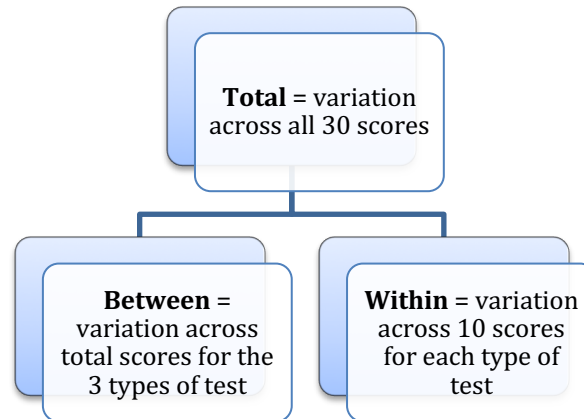 Total = variation
across all 30 scores
Between =
variation across
total scores for the
3 types of test
Within = variation
across 10 scores
for each type of
test